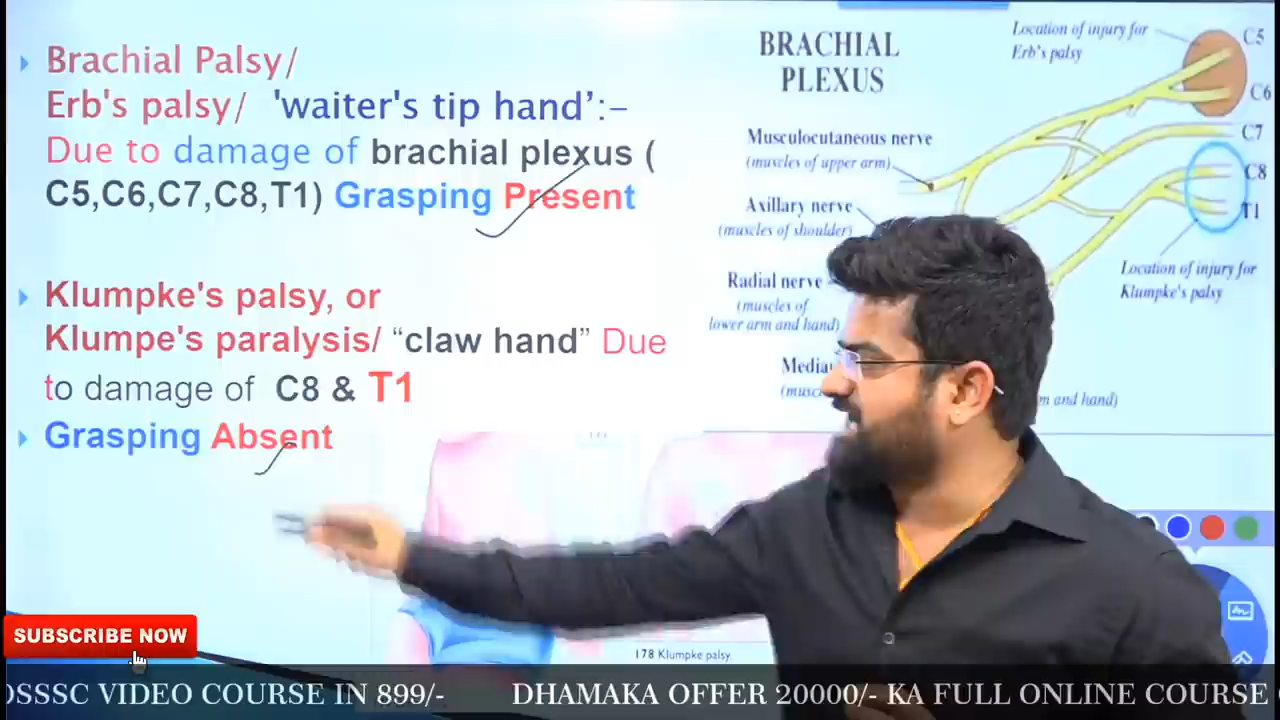 Brachial Palsy/
Erb's palsy/ 'waiter's tip hand’:–
Due to damage of brachial plexus (
C5,C6,C7,C8,T1) Grasping Present
Klumpke's palsy, or
Klumpe's paralysis/ “claw hand” Due
to damage of C8 & T1
Grasping Absent
BRACHIAL
PLEXUS
Location of injury for
Erb's palsy
C5
C6
C7
C8
T1
Musculocutaneous nerve
(muscles of upper arm)
Axillary nerve
(muscles of shoulder)
Radial nerve
(muscles of
lower arm and hand)
Location of injury for
Klumpke's palsy
and hand)
178 Klumpke palsy.
SUBSCRIBE NOW
OSSSC VIDEO COURSE IN 899/- DHAMAKA OFFER 20000/- KA FULL ONLINE COURSE